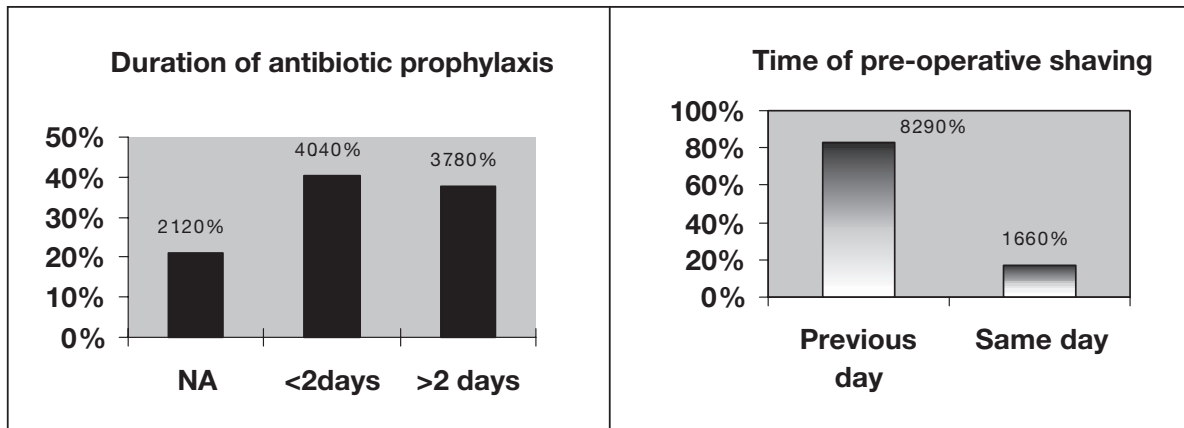 Duration of antibiotic prophylaxis
50%
40%
30%
20%
10%
0%
2120%
4040%
3780%
NA
<2days
>2 days
Time of pre-operative shaving
100%
80%
60%
40%
20%
0%
8290%
1660%
Previous
day
Same day